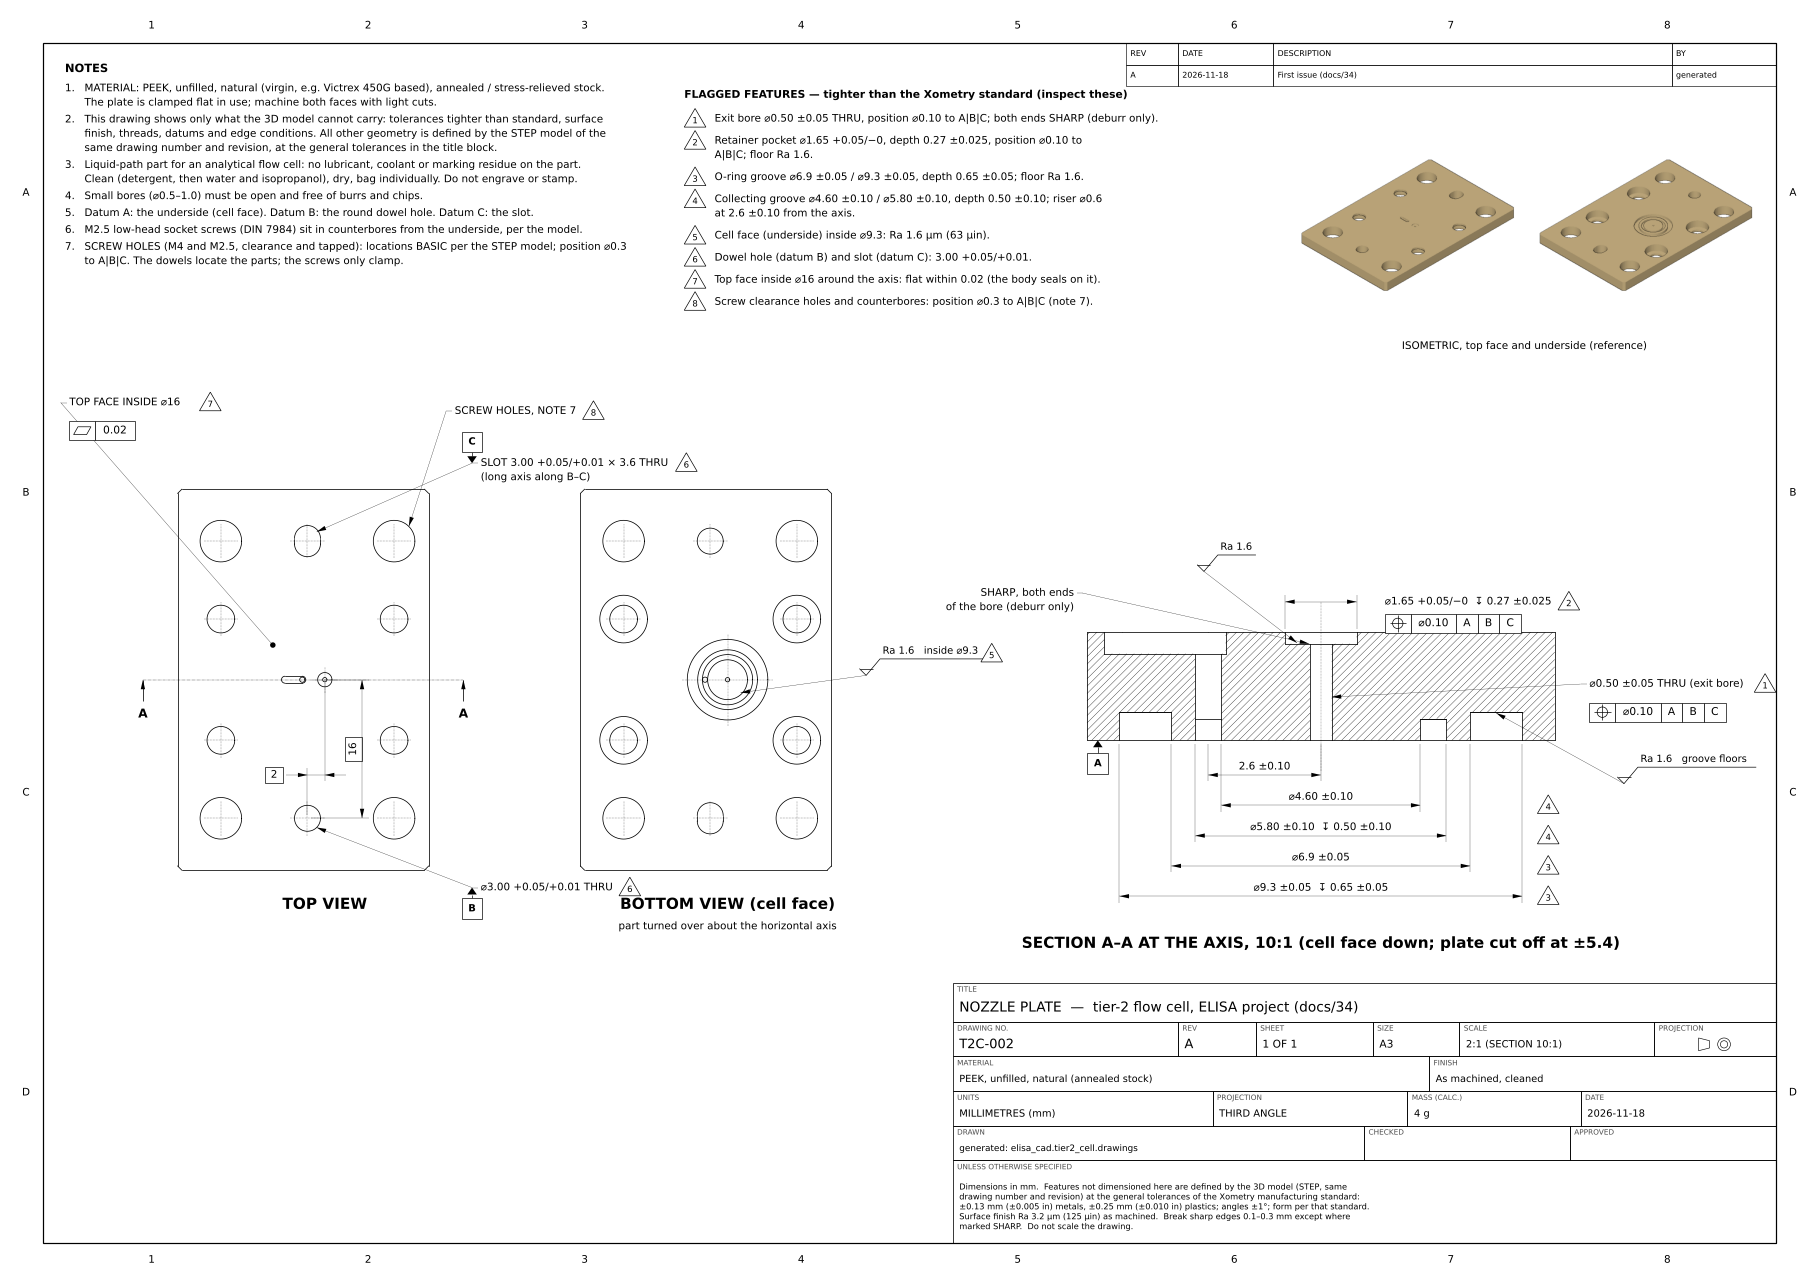 1 2 3 4 5 6 7 8
REV DATE DESCRIPTION BY
A 2026-11-18 First issue (docs/34) generated
NOTES
1. MATERIAL: PEEK, unfilled, natural (virgin, e.g. Victrex 450G based), annealed / stress-relieved stock.
The plate is clamped flat in use; machine both faces with light cuts.
2. This drawing shows only what the 3D model cannot carry: tolerances tighter than standard, surface
finish, threads, datums and edge conditions. All other geometry is defined by the STEP model of the
same drawing number and revision, at the general tolerances in the title block.
3. Liquid-path part for an analytical flow cell: no lubricant, coolant or marking residue on the part.
Clean (detergent, then water and isopropanol), dry, bag individually. Do not engrave or stamp.
4. Small bores (⌀0.5–1.0) must be open and free of burrs and chips.
5. Datum A: the underside (cell face). Datum B: the round dowel hole. Datum C: the slot.
6. M2.5 low-head socket screws (DIN 7984) sit in counterbores from the underside, per the model.
7. SCREW HOLES (M4 and M2.5, clearance and tapped): locations BASIC per the STEP model; position ⌀0.3
to A|B|C. The dowels locate the parts; the screws only clamp.
FLAGGED FEATURES — tighter than the Xometry standard (inspect these)
1 Exit bore ⌀0.50 ±0.05 THRU, position ⌀0.10 to A|B|C; both ends SHARP (deburr only).
2 Retainer pocket ⌀1.65 +0.05/−0, depth 0.27 ±0.025, position ⌀0.10 to
A|B|C; floor Ra 1.6.
3 O-ring groove ⌀6.9 ±0.05 / ⌀9.3 ±0.05, depth 0.65 ±0.05; floor Ra 1.6.
4 Collecting groove ⌀4.60 ±0.10 / ⌀5.80 ±0.10, depth 0.50 ±0.10; riser ⌀0.6
at 2.6 ±0.10 from the axis.
5 Cell face (underside) inside ⌀9.3: Ra 1.6 µm (63 µin).
6 Dowel hole (datum B) and slot (datum C): 3.00 +0.05/+0.01.
7 Top face inside ⌀16 around the axis: flat within 0.02 (the body seals on it).
8 Screw clearance holes and counterbores: position ⌀0.3 to A|B|C (note 7).
A A
ISOMETRIC, top face and underside (reference)
TOP FACE INSIDE ⌀16 7
0.02
SCREW HOLES, NOTE 7 8
C
SLOT 3.00 +0.05/+0.01 × 3.6 THRU 6
(long axis along B–C)
B B
A A
16
2
⌀3.00 +0.05/+0.01 THRU 6
B
TOP VIEW
BOTTOM VIEW (cell face)
part turned over about the horizontal axis
Ra 1.6 inside ⌀9.3 5
Ra 1.6
SHARP, both ends
of the bore (deburr only)
⌀1.65 +0.05/−0 ↧ 0.27 ±0.025 2
⌀0.10 A B C
⌀0.50 ±0.05 THRU (exit bore) 1
⌀0.10 A B C
A
Ra 1.6 groove floors
2.6 ±0.10
C C
⌀4.60 ±0.10 4
⌀5.80 ±0.10 ↧ 0.50 ±0.10 4
⌀6.9 ±0.05 3
⌀9.3 ±0.05 ↧ 0.65 ±0.05 3
SECTION A–A AT THE AXIS, 10:1 (cell face down; plate cut off at ±5.4)
TITLE
NOZZLE PLATE — tier-2 flow cell, ELISA project (docs/34)
DRAWING NO. REV SHEET SIZE SCALE PROJECTION
T2C-002 A 1 OF 1 A3 2:1 (SECTION 10:1)
MATERIAL FINISH
PEEK, unfilled, natural (annealed stock) As machined, cleaned
D D
UNITS PROJECTION MASS (CALC.) DATE
MILLIMETRES (mm) THIRD ANGLE 4 g 2026-11-18
DRAWN CHECKED APPROVED
generated: elisa_cad.tier2_cell.drawings
UNLESS OTHERWISE SPECIFIED
Dimensions in mm. Features not dimensioned here are defined by the 3D model (STEP, same
drawing number and revision) at the general tolerances of the Xometry manufacturing standard:
±0.13 mm (±0.005 in) metals, ±0.25 mm (±0.010 in) plastics; angles ±1°; form per that standard.
Surface finish Ra 3.2 µm (125 µin) as machined. Break sharp edges 0.1–0.3 mm except where
marked SHARP. Do not scale the drawing.
1 2 3 4 5 6 7 8